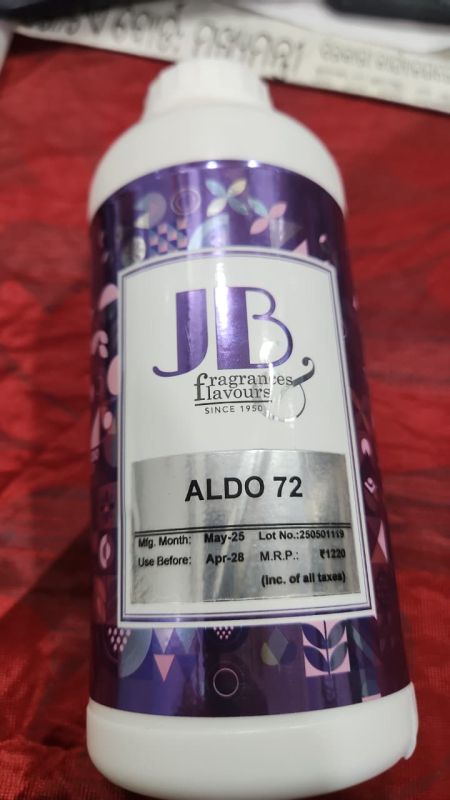 JB
fragrances &
flavours
SINCE 1950
ALDO 72
Mfg. Month: May-25 Lot No.:250501119
Use Before: Apr-28 M.R.P.: ₹1220
(Inc. of all taxes)